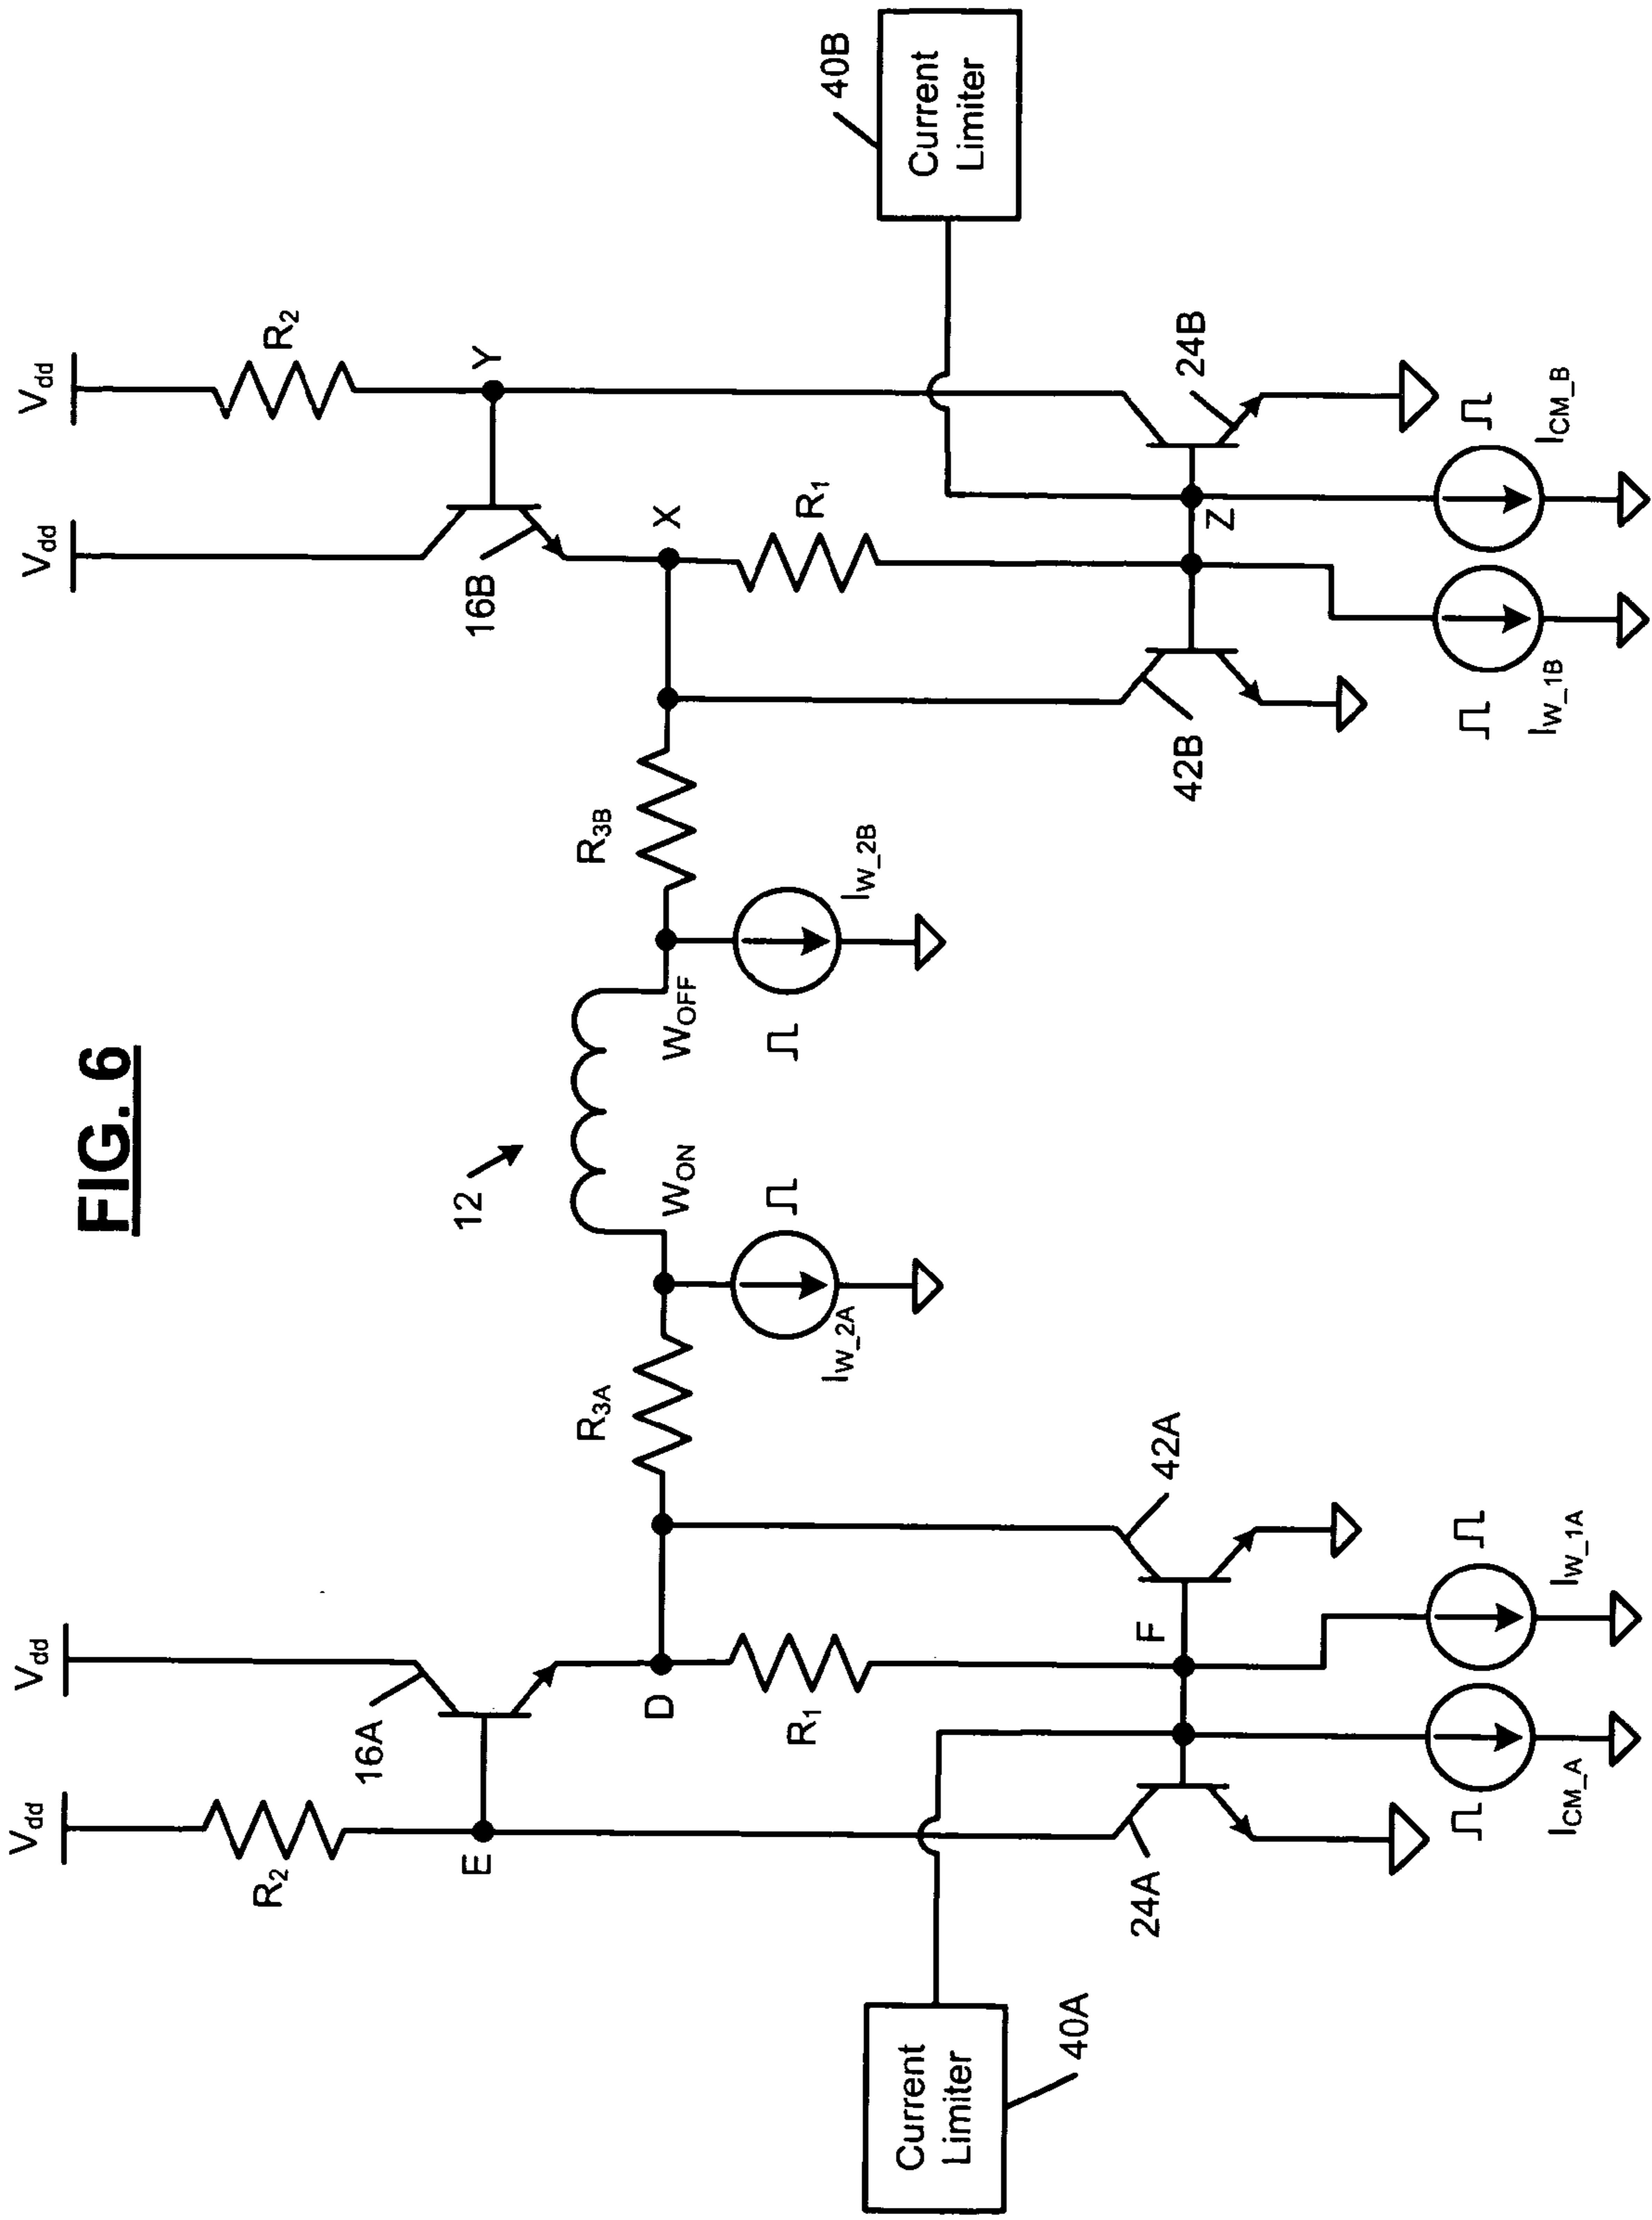 FIG. 6
Vdd
Vdd
Vdd
Vdd
R2
R2
16A
16B
E
Y
12
D
X
R3A
WON
WOFF
R3B
R1
R1
IW_2A
IW_2B
Current
Limiter
Current
Limiter
40A
40B
24A
42A
42B
24B
F
Z
ICM_A
IW_1A
IW_1B
ICM_B